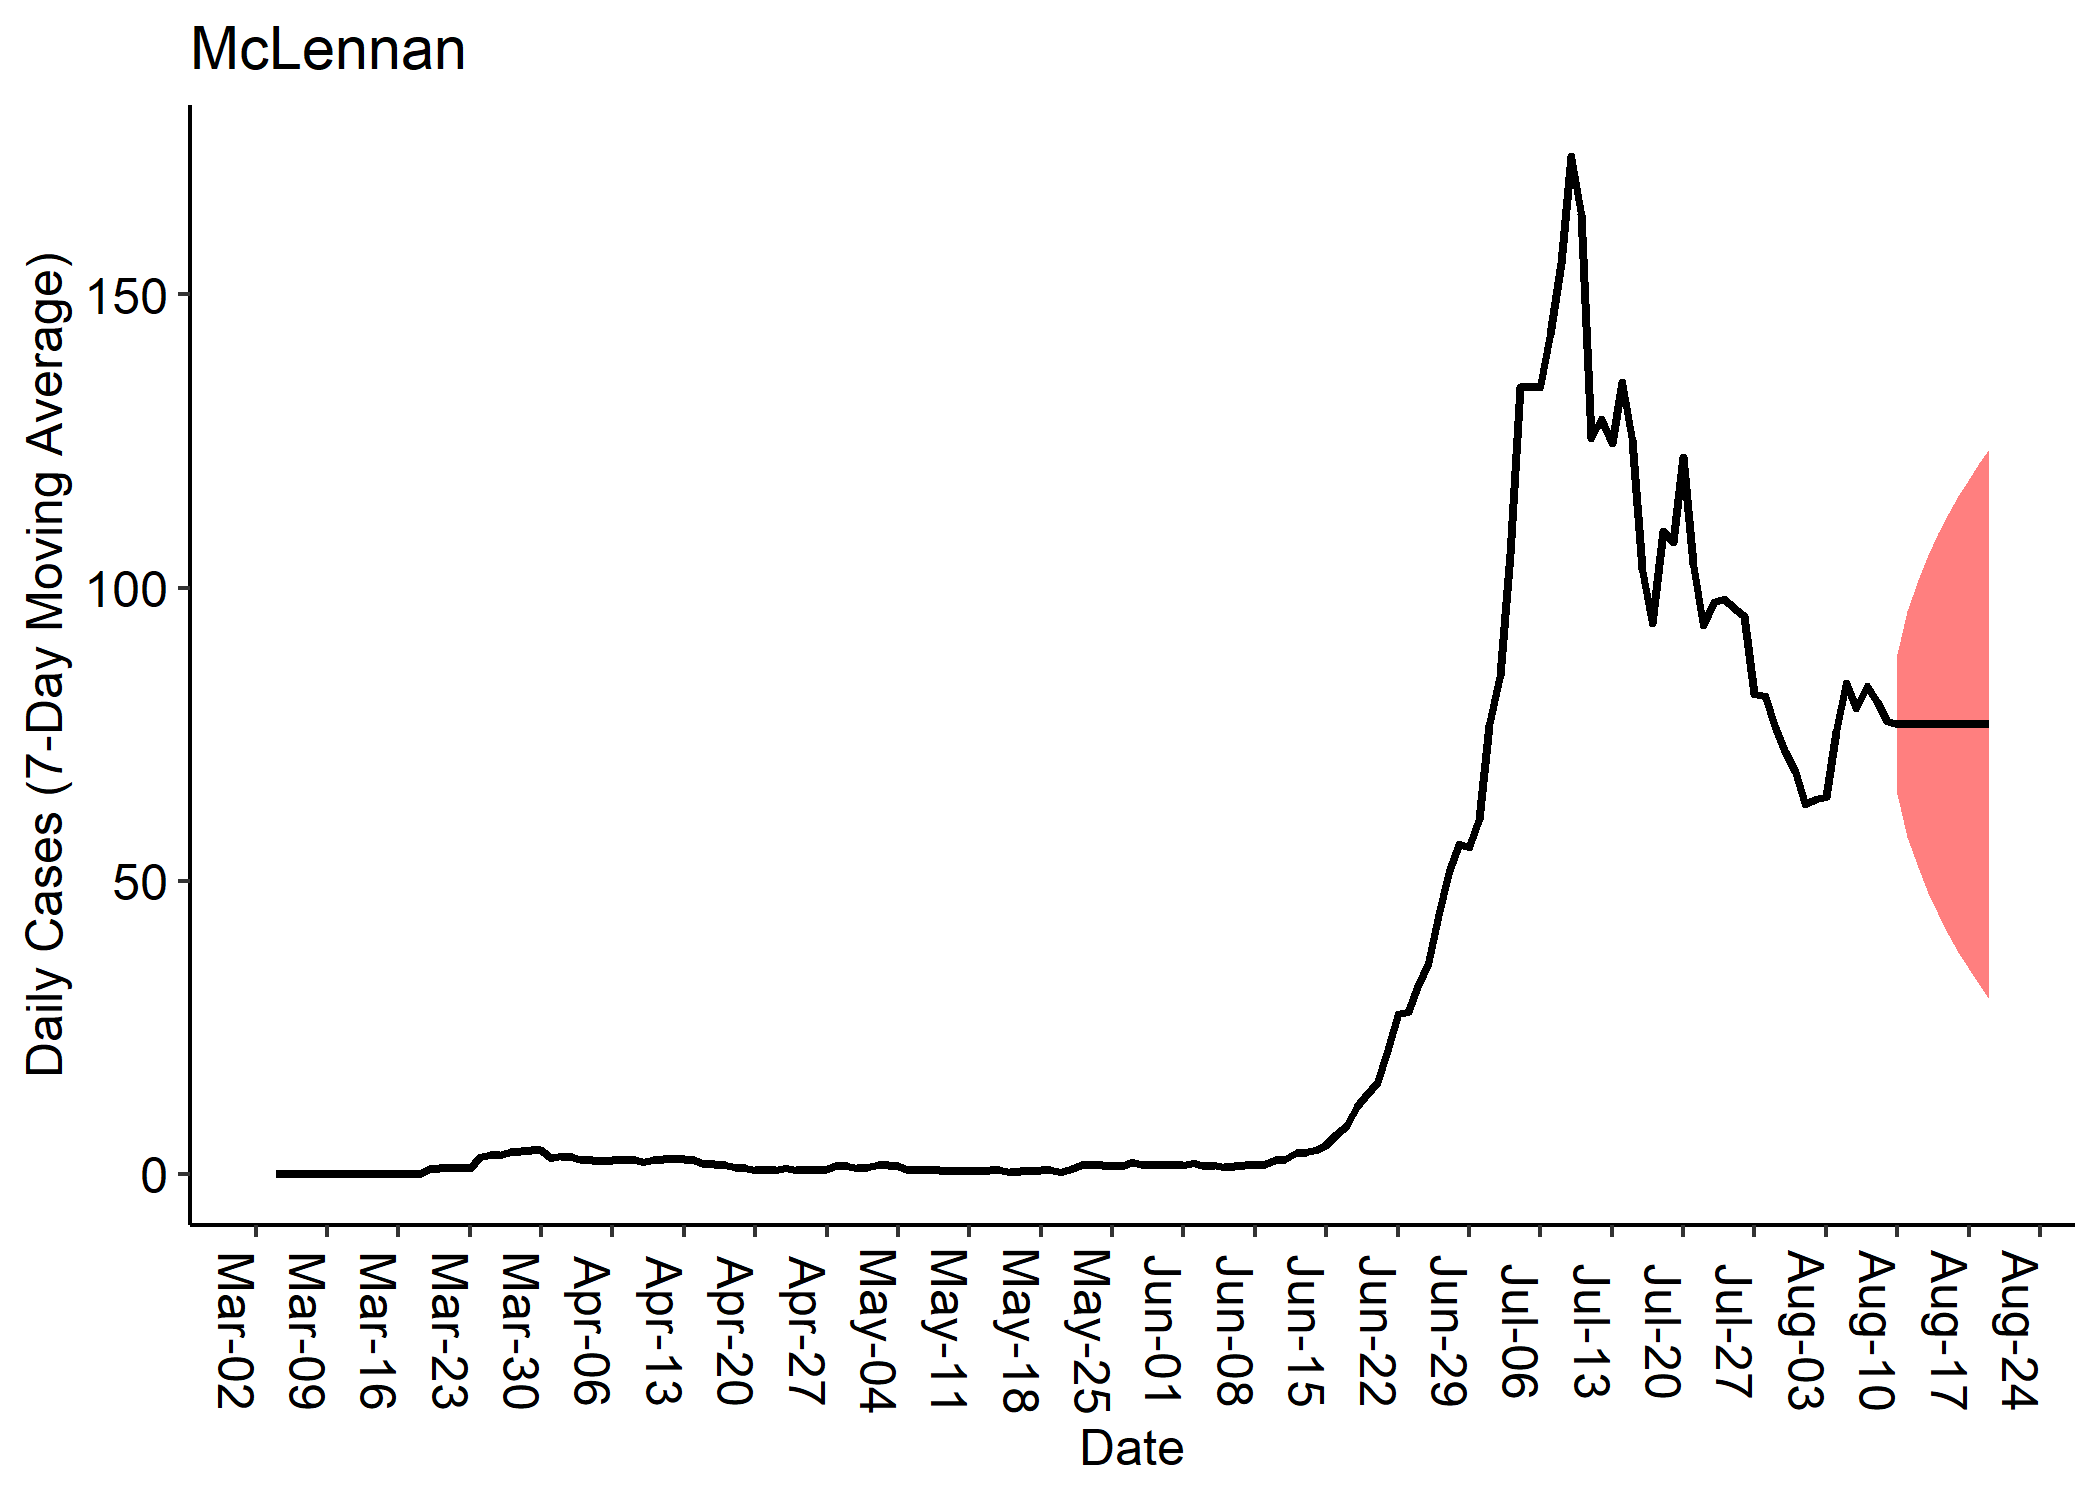 McLennan
Daily Cases (7-Day Moving Average)
150
100
50
0
Mar-02
Mar-09
Mar-16
Mar-23
Mar-30
Apr-06
Apr-13
Apr-20
Apr-27
May-04
May-11
May-18
May-25
Jun-01
Jun-08
Jun-15
Jun-22
Jun-29
Jul-06
Jul-13
Jul-20
Jul-27
Aug-03
Aug-10
Aug-17
Aug-24
Date